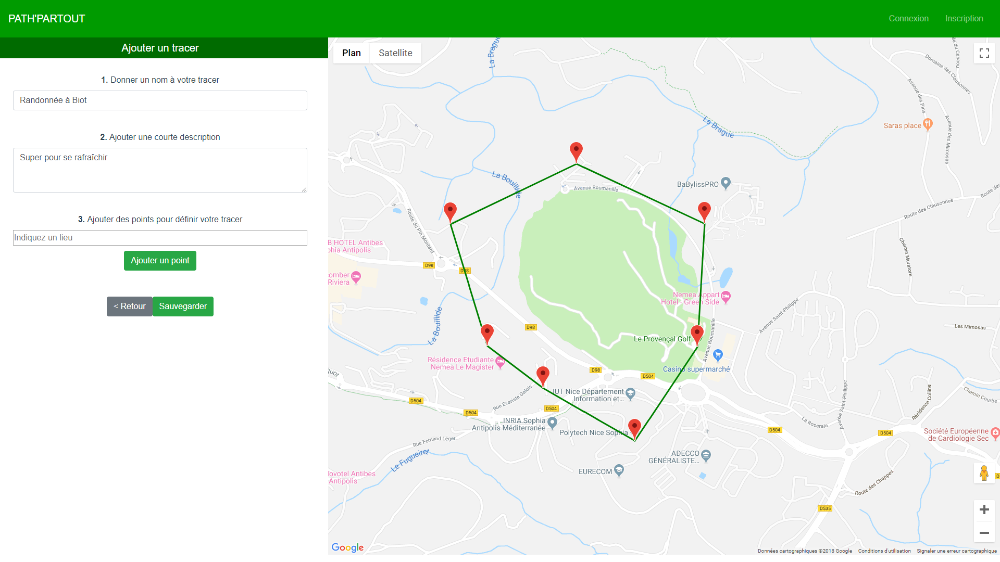 PATH'PARTOUT
Connexion
Inscription
Ajouter un tracer
1. Donner un nom à votre tracer
Randonnée à Biot
2. Ajouter une courte description
Super pour se rafraîchir
3. Ajouter des points pour définir votre tracer
Indiquez un lieu
Ajouter un point
< Retour
Sauvegarder
Plan
Satellite
La Brague
Domaine des Clausonnes
Avenue des Pins
Avenue des Mimosas
Saras place
La Brague
La Bouillide
Avenue Roumanille
BaBylissPRO
Route des Clausonnes
Route du Pin Montard
B HOTEL Antibes
phia Antipolis
D98
D98
Chemin Muratore
omber
Riviera
Nemea Appart
Hotel - Green Side
Avenue Saint-Philippe
La Bouillide
D98
Les Mimosas
Le Provençal Golf
Avenue Roumanille
Résidence Etudiante
Nemea Le Magister
D98
D504
Casino supermarché
Rue Evariste Galois
IUT Nice Département
Information et...
Avenue Saint-Philippe
Résidence Coline
Chemin Courbe
D504
D504
D504
INRIA Sophia
Antipolis Méditerranée
Polytech Nice Sophia
La Roseraie
D504
D504
Société Européenne
de Cardiologie Sec
Rue Fernand Léger
Le Fugueiret
ADECCO
GÉNÉRALISTE...
EURECOM
Novotel Antibes
Antipolis
Route des Chappes
D535
Google
Données cartographiques ©2018 Google
Conditions d'utilisation
Signaler une erreur cartographique